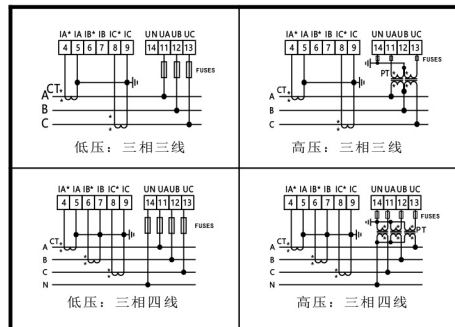 IA* IA IB* IB IC* IC UN UA UB UC
4 5 6 7 8 9 14 11 12 13
FUSES
CT
A
B
C
低压：三相三线
IA* IA IB* IB IC* IC UN UA UB UC
4 5 6 7 8 9 14 11 12 13
FUSES
PT
CT
A
B
C
高压：三相三线
IA* IA IB* IB IC* IC UN UA UB UC
4 5 6 7 8 9 14 11 12 13
FUSES
CT
A
B
C
N
低压：三相四线
IA* IA IB* IB IC* IC UN UA UB UC
4 5 6 7 8 9 14 11 12 13
FUSES
PT
CT
A
B
C
N
高压：三相四线